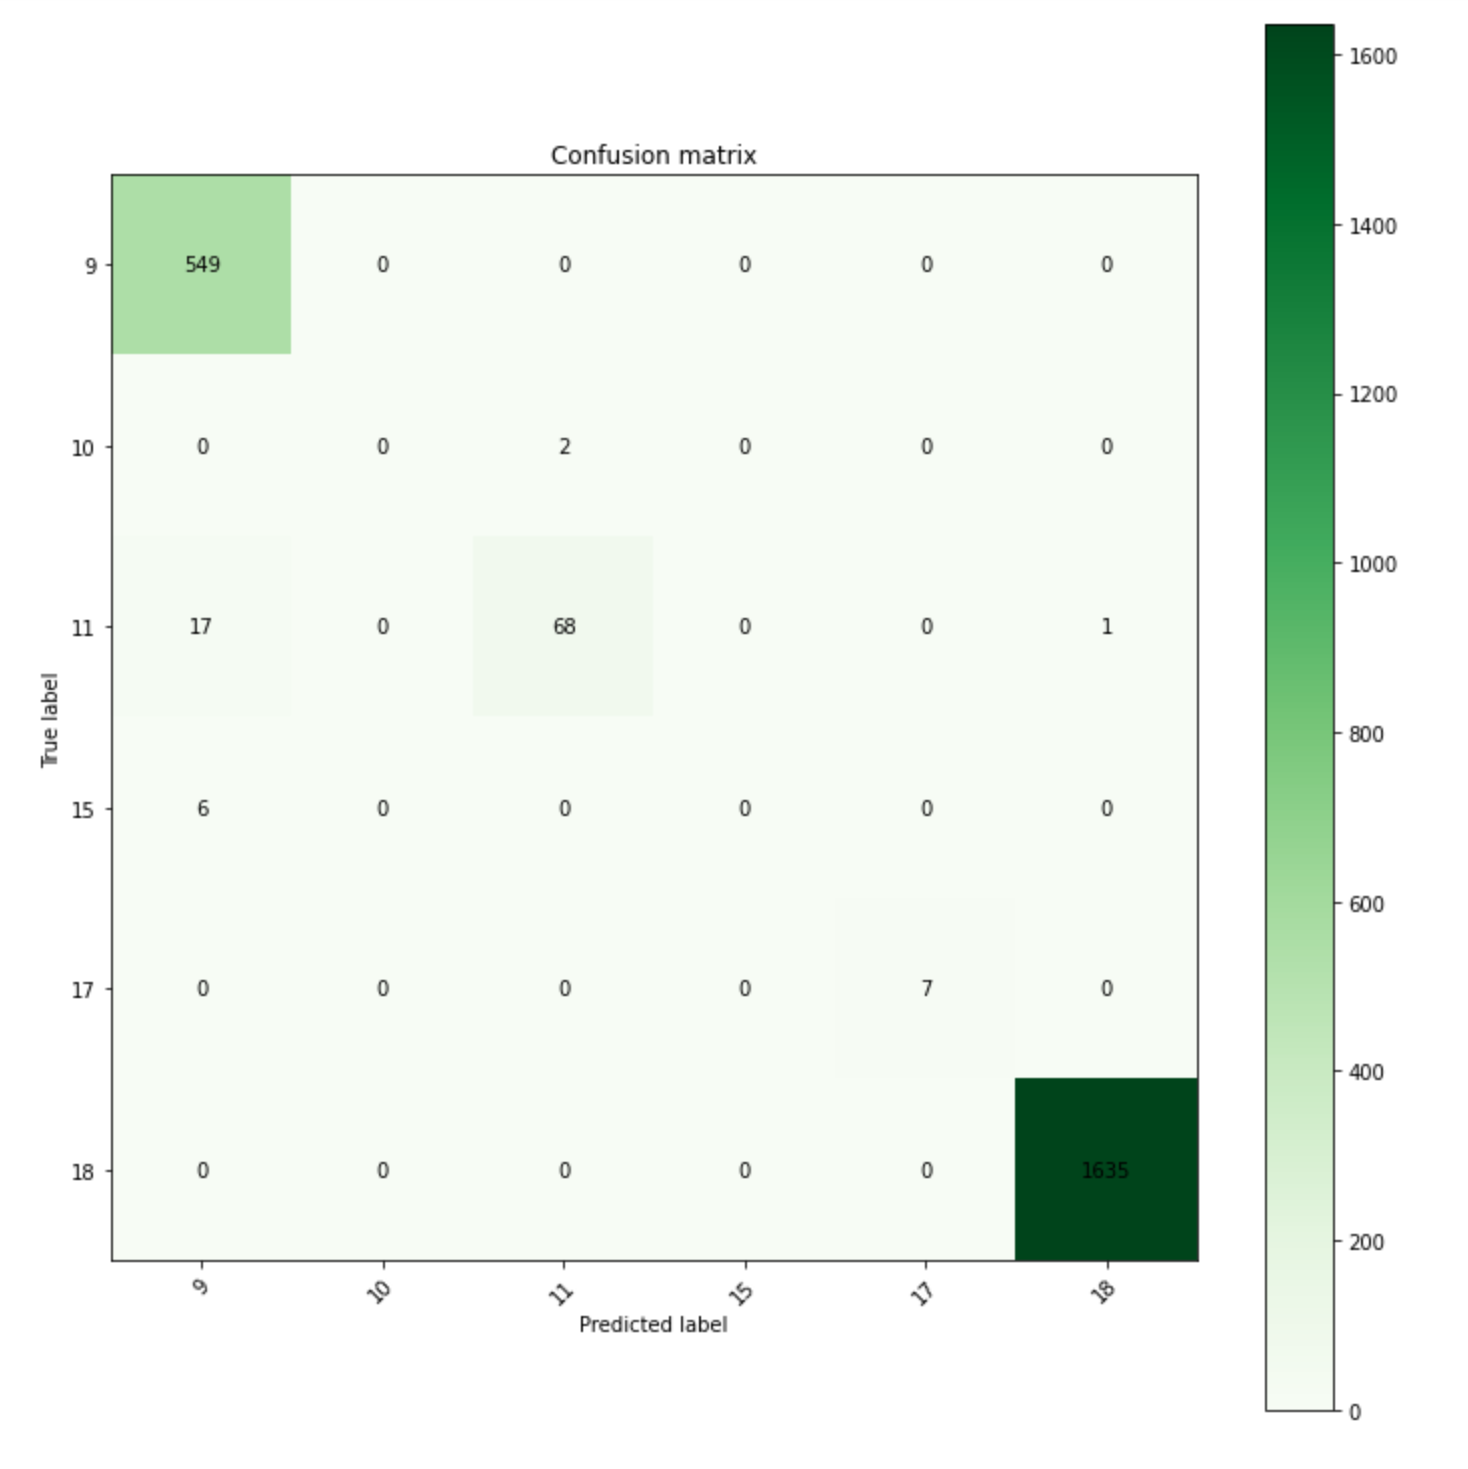 Confusion matrix
9 549 0 0 0 0 0
10 0 0 2 0 0 0
11 17 0 68 0 0 1
15 6 0 0 0 0 0
17 0 0 0 0 7 0
18 0 0 0 0 0 1635
True label
9 10 11 15 17 18
Predicted label
1600
1400
1200
1000
800
600
400
200
0